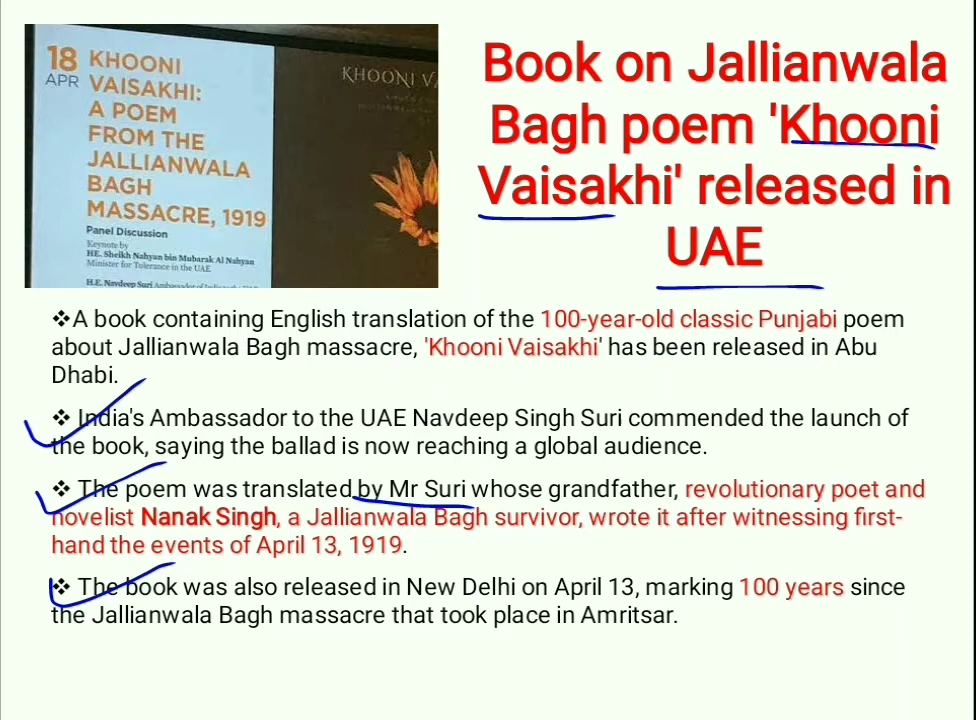 18
APR
KHOONI
VAISAKHI:
A POEM
FROM THE
JALLIANWALA
BAGH
MASSACRE, 1919
Panel Discussion
Keynote by
HE. Sheikh Nahyan bin Mubarak Al Nahyan
Minister for Tolerance in the UAE
H.E. Navdeep Suri Ambassador of India
KHOONI
Book on Jallianwala
Bagh poem 'Khooni
Vaisakhi' released in
UAE
❖A book containing English translation of the 100-year-old classic Punjabi poem
about Jallianwala Bagh massacre, 'Khooni Vaisakhi' has been released in Abu
Dhabi.
❖ India's Ambassador to the UAE Navdeep Singh Suri commended the launch of
the book, saying the ballad is now reaching a global audience.
❖ The poem was translated by Mr Suri whose grandfather, revolutionary poet and
novelist Nanak Singh, a Jallianwala Bagh survivor, wrote it after witnessing first-
hand the events of April 13, 1919.
❖ The book was also released in New Delhi on April 13, marking 100 years since
the Jallianwala Bagh massacre that took place in Amritsar.